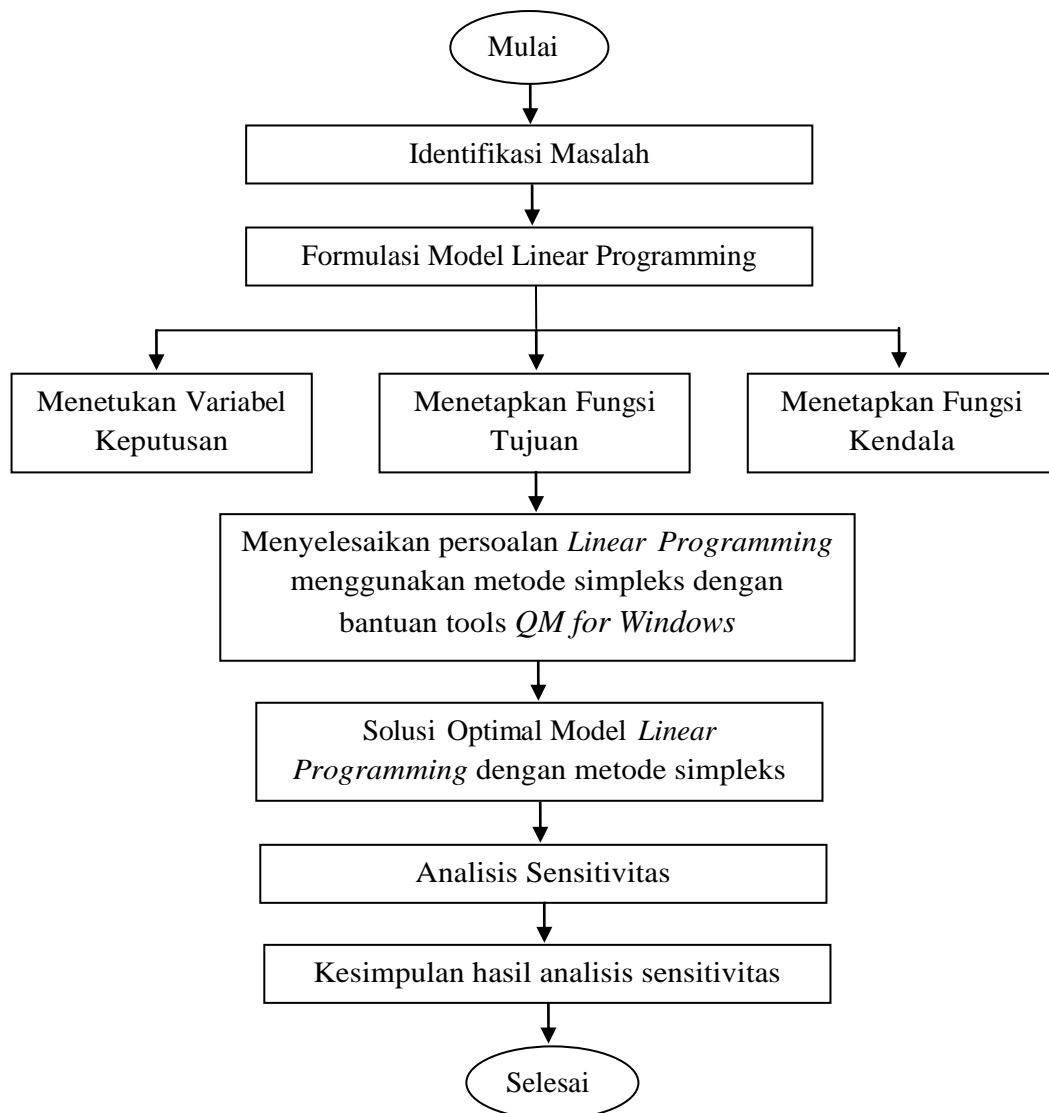 Mulai
Identifikasi Masalah
Formulasi Model Linear Programming
Menetukan Variabel
Keputusan
Menetapkan Fungsi
Tujuan
Menetapkan Fungsi
Kendala
Menyelesaikan persoalan Linear Programming
menggunakan metode simpleks dengan
bantuan tools QM for Windows
Solusi Optimal Model Linear
Programming dengan metode simpleks
Analisis Sensitivitas
Kesimpulan hasil analisis sensitivitas
Selesai